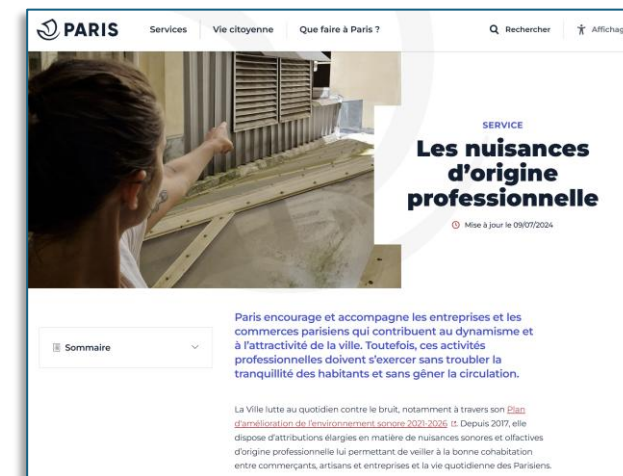 PARIS Services Vie citoyenne Que faire à Paris ? Rechercher
SERVICE
Les nuisances
d'origine
professionnelle
Mise à jour le 09/07/2024
Sommaire
Paris encourage et accompagne les entreprises et les
commerces parisiens qui contribuent au dynamisme et
à l'attractivité de la ville. Toutefois, ces activités
professionnelles doivent s'exercer sans troubler la
tranquillité des habitants et sans gêner la circulation.
La Ville lutte au quotidien contre le bruit, notamment à travers son Plan
d'amélioration de l'environnement sonore 2021-2026. Depuis 2017, elle
dispose d'attributions élargies en matière de nuisances sonores et olfactives
d'origine professionnelle lui permettant de veiller à la bonne cohabitation
entre commerçants, artisans et entreprises et la vie quotidienne des Parisiens.